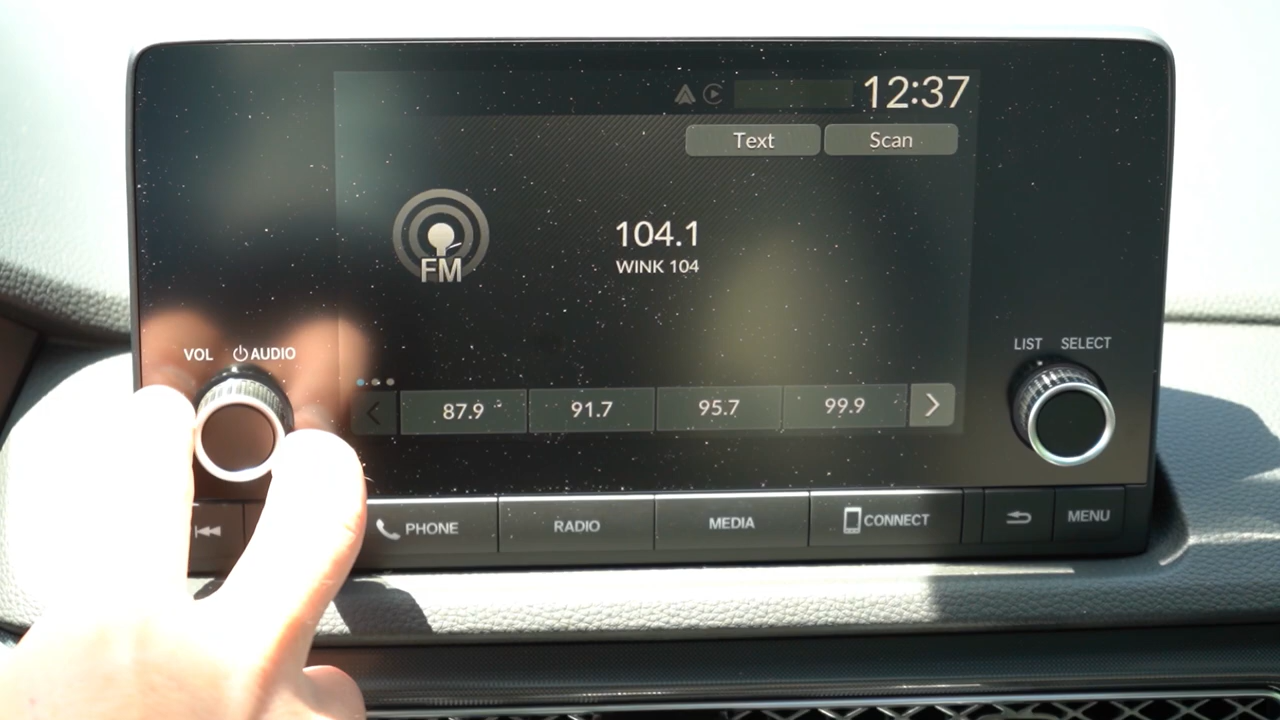 12:37
Text Scan
FM
104.1
WINK 104
VOL AUDIO
LIST SELECT
87.9 91.7 95.7 99.9
PHONE RADIO MEDIA CONNECT MENU